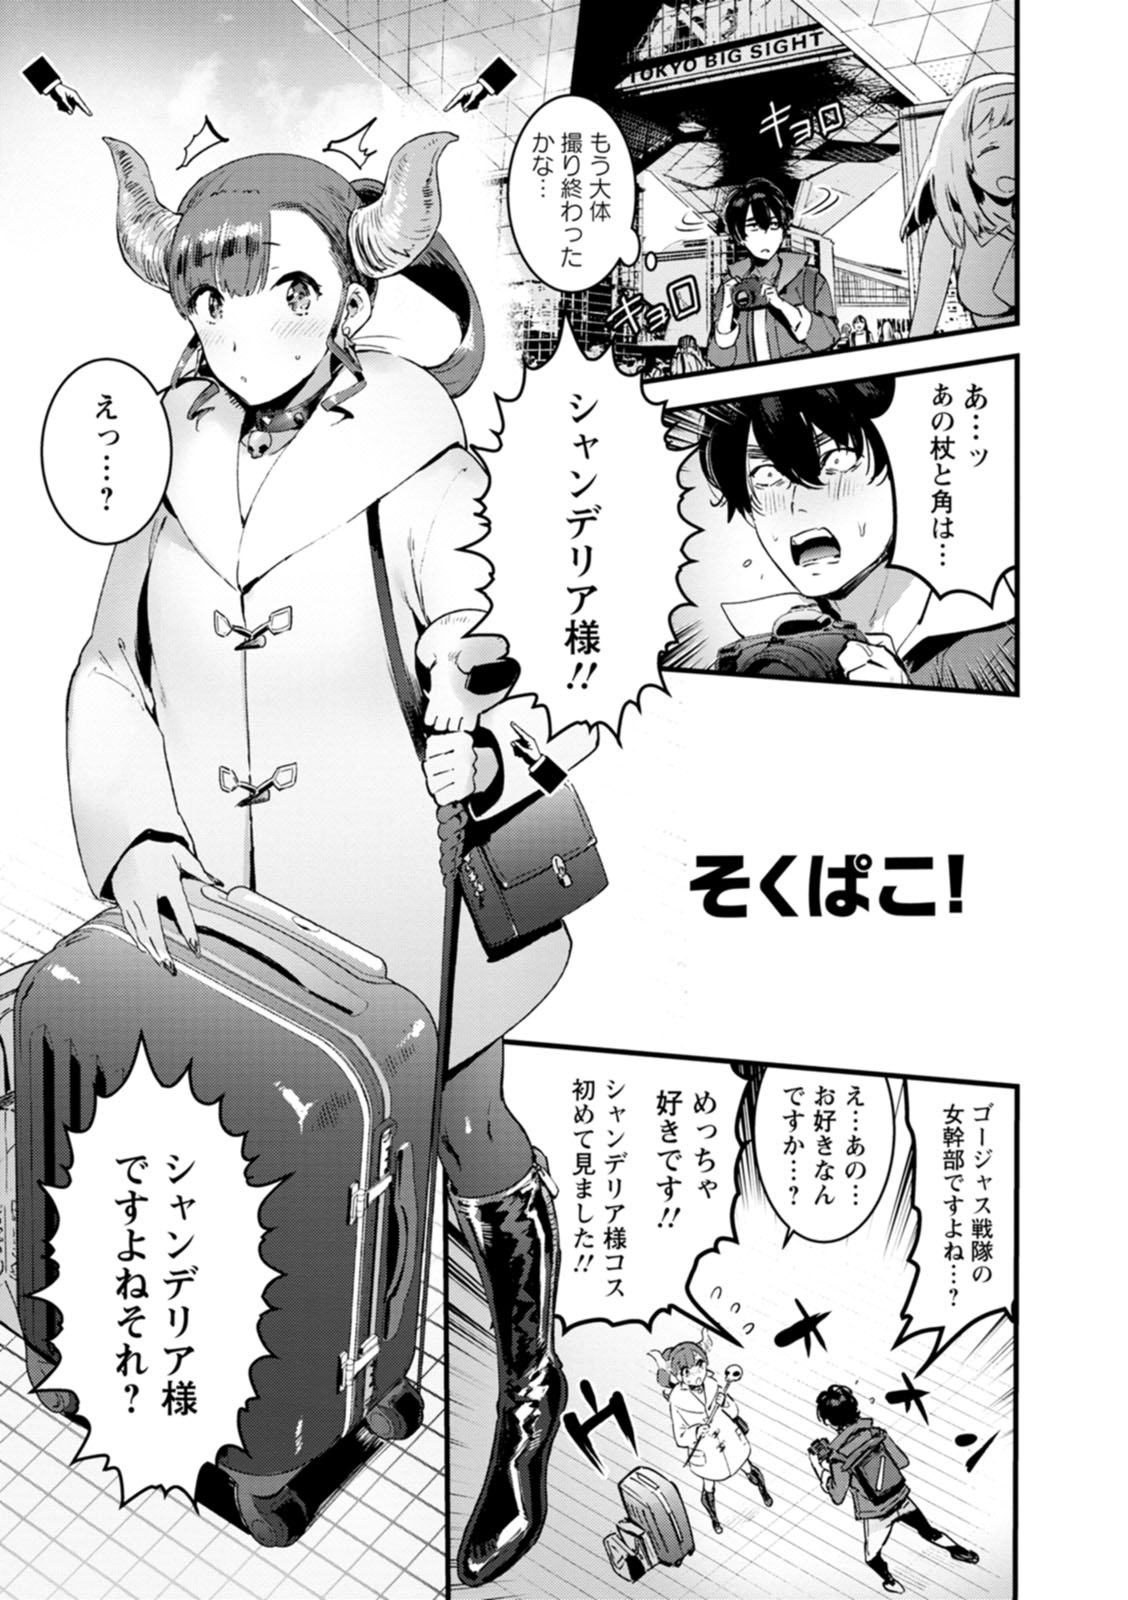 TOKYO BIG SIGHT
キョロ
キョロ
もう大体
撮り終わった
かな…
あ…ッ
あの杖と角は…
シャンデリア様!!
えっ…?
そくぱこ!
シャンデリア様
ですよねそれ?
ゴージャス戦隊の
女幹部ですよね…?
え…あの…
お好きなん
ですか…?
めっちゃ
好きです!!
シャンデリア様コス
初めて見ました!!
ドッ